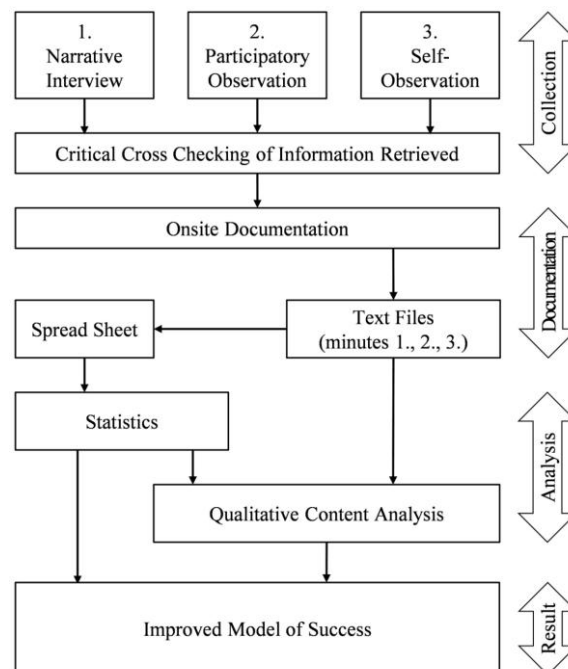 1.
Narrative
Interview
2.
Participatory
Observation
3.
Self-
Observation
Collection
Critical Cross Checking of Information Retrieved
Onsite Documentation
Documentation
Spread Sheet
Text Files
(minutes 1., 2., 3.)
Statistics
Analysis
Qualitative Content Analysis
Improved Model of Success
Result